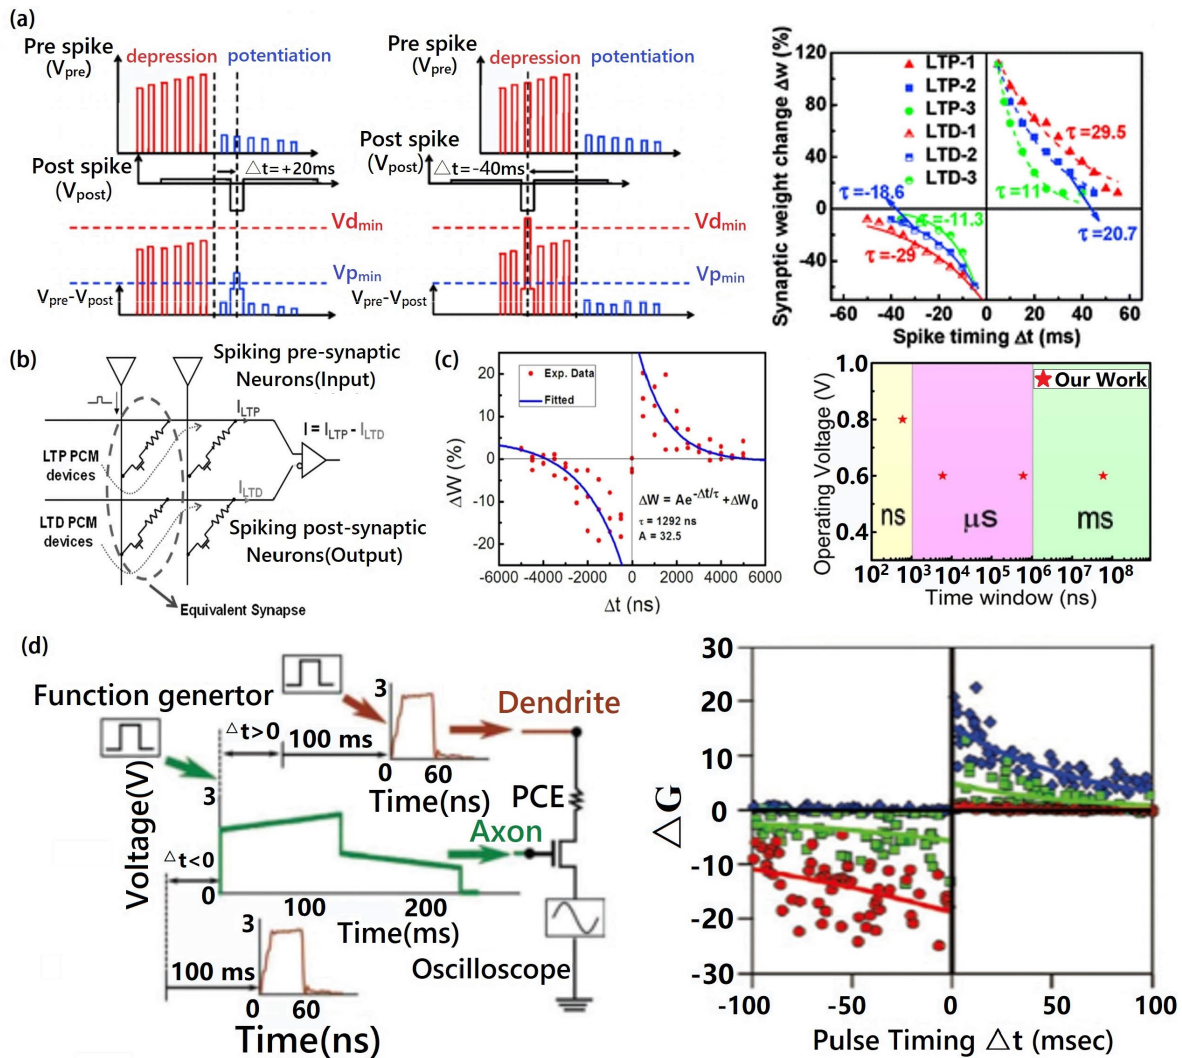 (a)
Pre spike
(Vpre)
depression
potentiation
Post spike
(Vpost)
△t=+20ms
Vdmin
Vpmin
Vpre-Vpost
Pre spike
(Vpre)
depression
potentiation
Post spike
(Vpost)
△t=-40ms
Vpre-Vpost
Synaptic weight change Δw (%)
120
80
40
0
-40
LTP-1
LTP-2
LTP-3
LTD-1
LTD-2
LTD-3
τ=29.5
τ=11
τ=20.7
τ=-18.6
τ=-11.3
τ=-29
-60 -40 -20 0 20 40 60
Spike timing Δt (ms)
(b)
Spiking pre-synaptic
Neurons(Input)
ILTP
I = ILTP - ILTD
LTP PCM
devices
ILTD
LTD PCM
devices
Spiking post-synaptic
Neurons(Output)
Equivalent Synapse
(c)
ΔW (%)
20
10
0
-10
-20
Exp. Data
Fitted
ΔW = Ae-Δt/τ +ΔW0
τ = 1292 ns
A = 32.5
-6000 -4000 -2000 0 2000 4000 6000
Δt (ns)
Operating Voltage (V)
1.0
0.8
0.6
0.4
Our Work
ns
μS
ms
10² 10³ 10⁴ 10⁵ 10⁶ 10⁷ 10⁸
Time window (ns)
(d)
Function genertor
△t>0
100 ms
3
0 60
Time(ns)
Dendrite
PCE
Axon
Voltage(V)
3
0
△t<0
100 200
Time(ms)
100 ms
3
0 60
Time(ns)
Oscilloscope
△G
30
20
10
0
-10
-20
-30
-100 -50 0 50 100
Pulse Timing △t (msec)